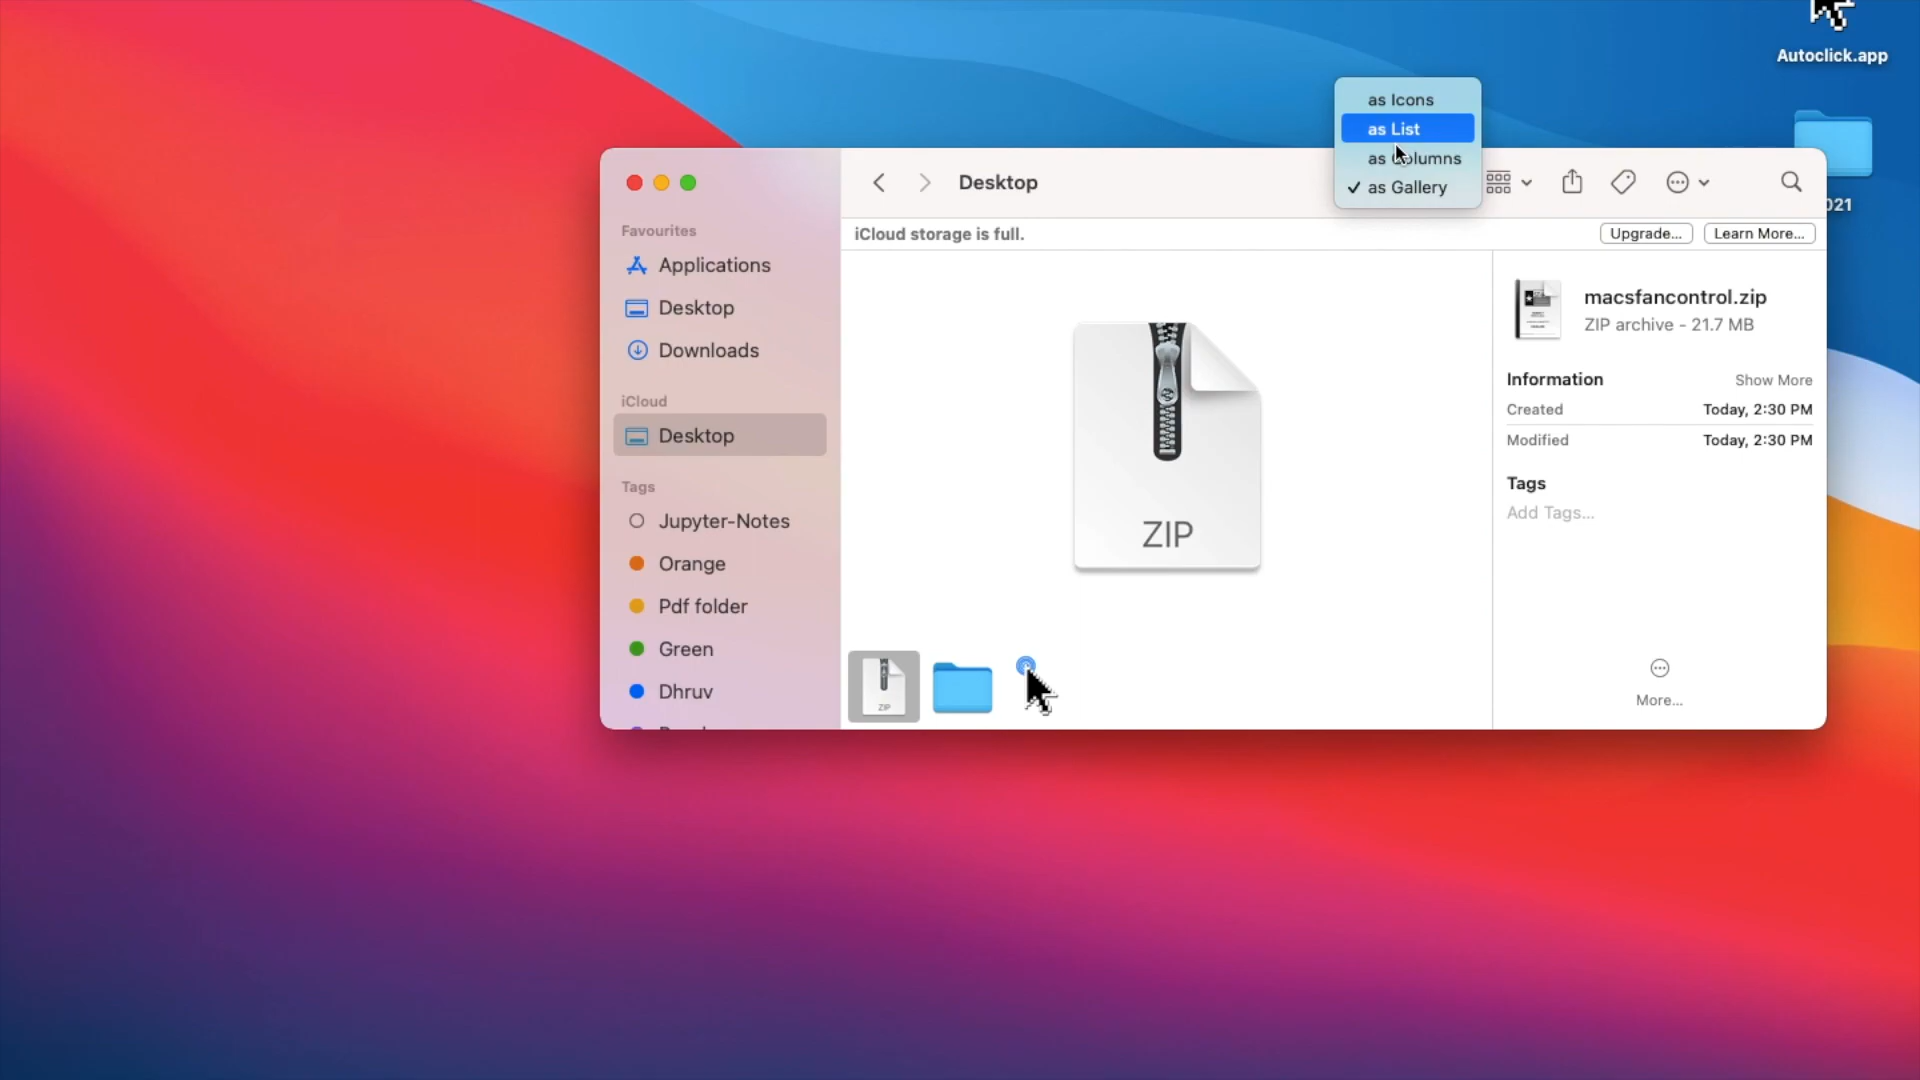 Autoclick.app
as Icons
as List
as Columns
as Gallery
Desktop
021
iCloud storage is full.
Upgrade...
Learn More...
Favourites
Applications
Desktop
Downloads
iCloud
Desktop
Tags
Jupyter-Notes
Orange
Pdf folder
Green
Dhruv
ZIP
ZIP
macsfancontrol.zip
ZIP archive - 21.7 MB
Information
Show More
Created
Today, 2:30 PM
Modified
Today, 2:30 PM
Tags
Add Tags...
More...